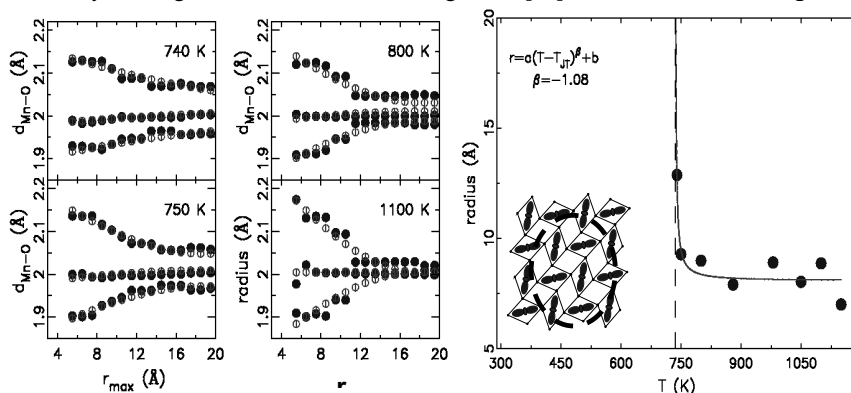 740 K
800 K
d_Mn-O (Å)
2.2
2.1
2
1.9
d_Mn-O (Å)
2.2
2.1
2
1.9
750 K
1100 K
d_Mn-O (Å)
2.2
2.1
2
1.9
radius (Å)
2.2
2.1
2
1.9
4 8 12 16 20
r_max (Å)
4 8 12 16 20
r
r=a(T-T_JT)^β+b
β=-1.08
radius (Å)
20
15
10
5
300 450 600 750 900 1050
T (K)